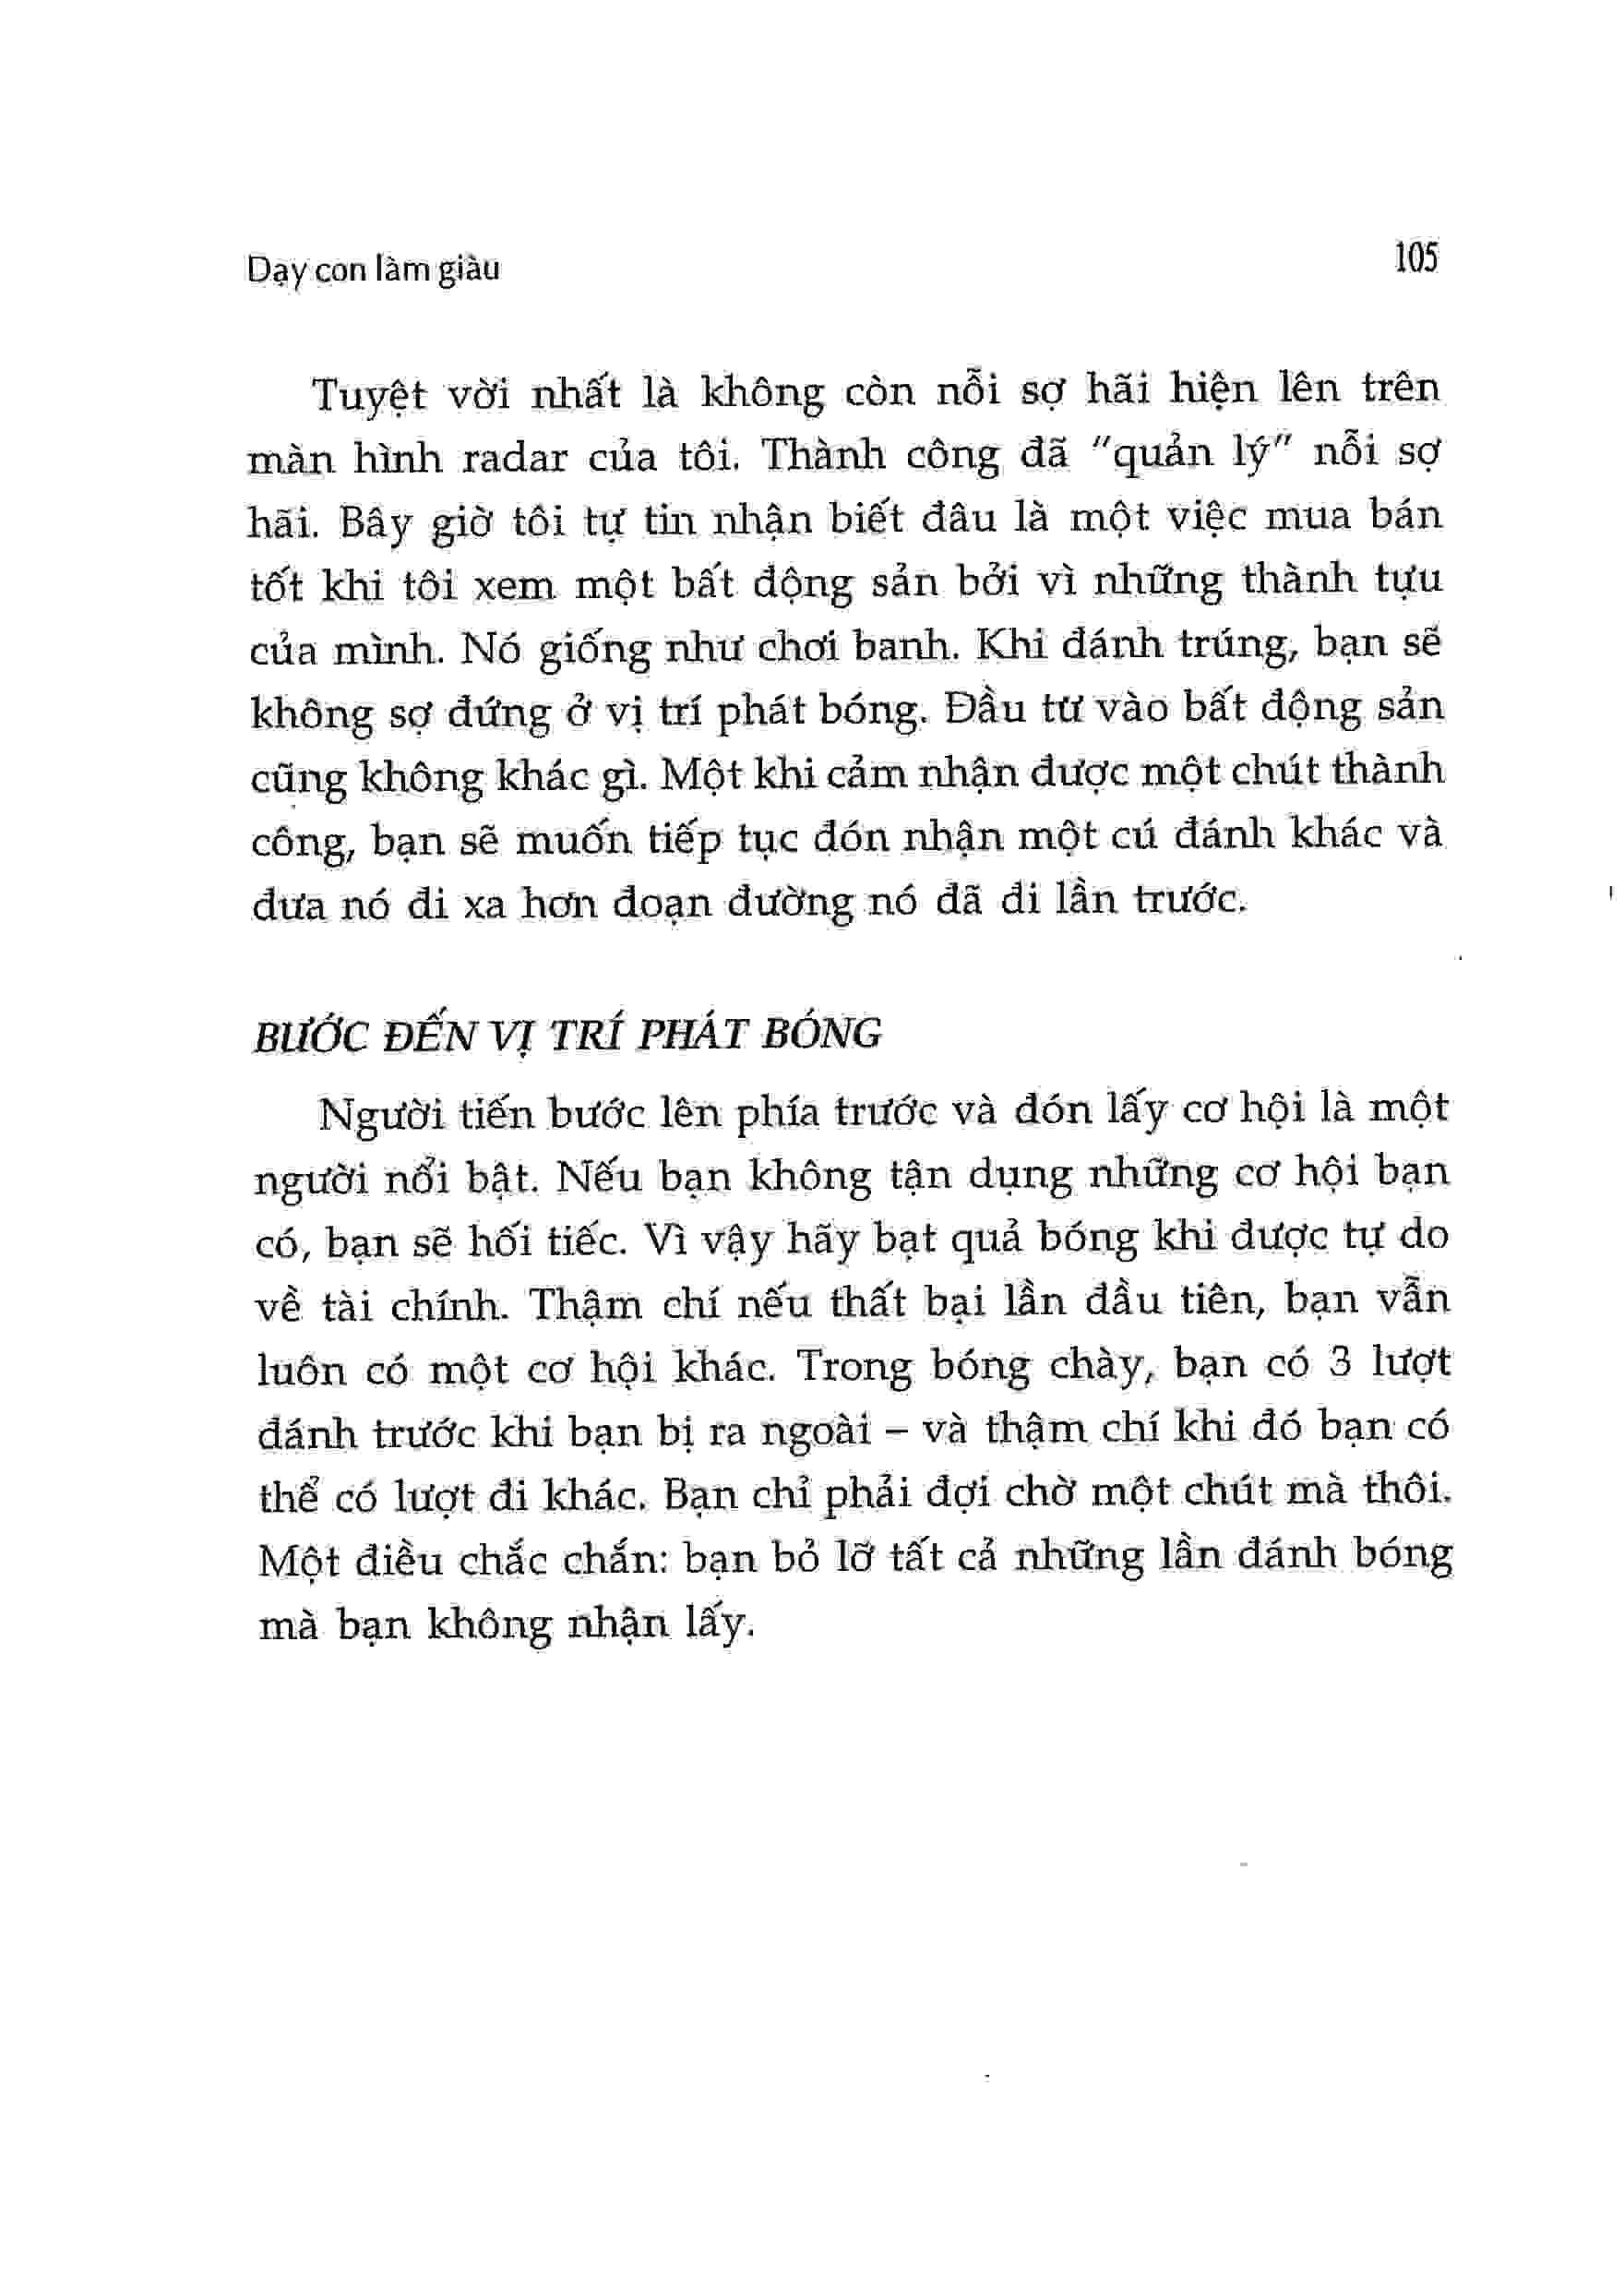 Dạy con làm giàu 105
Tuyệt vời nhất là không còn nỗi sợ hãi hiện lên trên
màn hình radar của tôi. Thành công đã "quản lý" nỗi sợ
hãi. Bây giờ tôi tự tin nhận biết đâu là một việc mua bán
tốt khi tôi xem một bất động sản bởi vì những thành tựu
của mình. Nó giống như chơi banh. Khi đánh trúng, bạn sẽ
không sợ đứng ở vị trí phát bóng. Đầu tư vào bất động sản
cũng không khác gì. Một khi cảm nhận được một chút thành
công, bạn sẽ muốn tiếp tục đón nhận một cú đánh khác và
đưa nó đi xa hơn đoạn đường nó đã đi lần trước.
BƯỚC ĐẾN VỊ TRÍ PHÁT BÓNG
Người tiến bước lên phía trước và đón lấy cơ hội là một
người nổi bật. Nếu bạn không tận dụng những cơ hội bạn
có, bạn sẽ hối tiếc. Vì vậy hãy bạt quả bóng khi được tự do
về tài chính. Thậm chí nếu thất bại lần đầu tiên, bạn vẫn
luôn có một cơ hội khác. Trong bóng chày, bạn có 3 lượt
đánh trước khi bạn bị ra ngoài – và thậm chí khi đó bạn có
thể có lượt đi khác. Bạn chỉ phải đợi chờ một chút mà thôi.
Một điều chắc chắn: bạn bỏ lỡ tất cả những lần đánh bóng
mà bạn không nhận lấy.